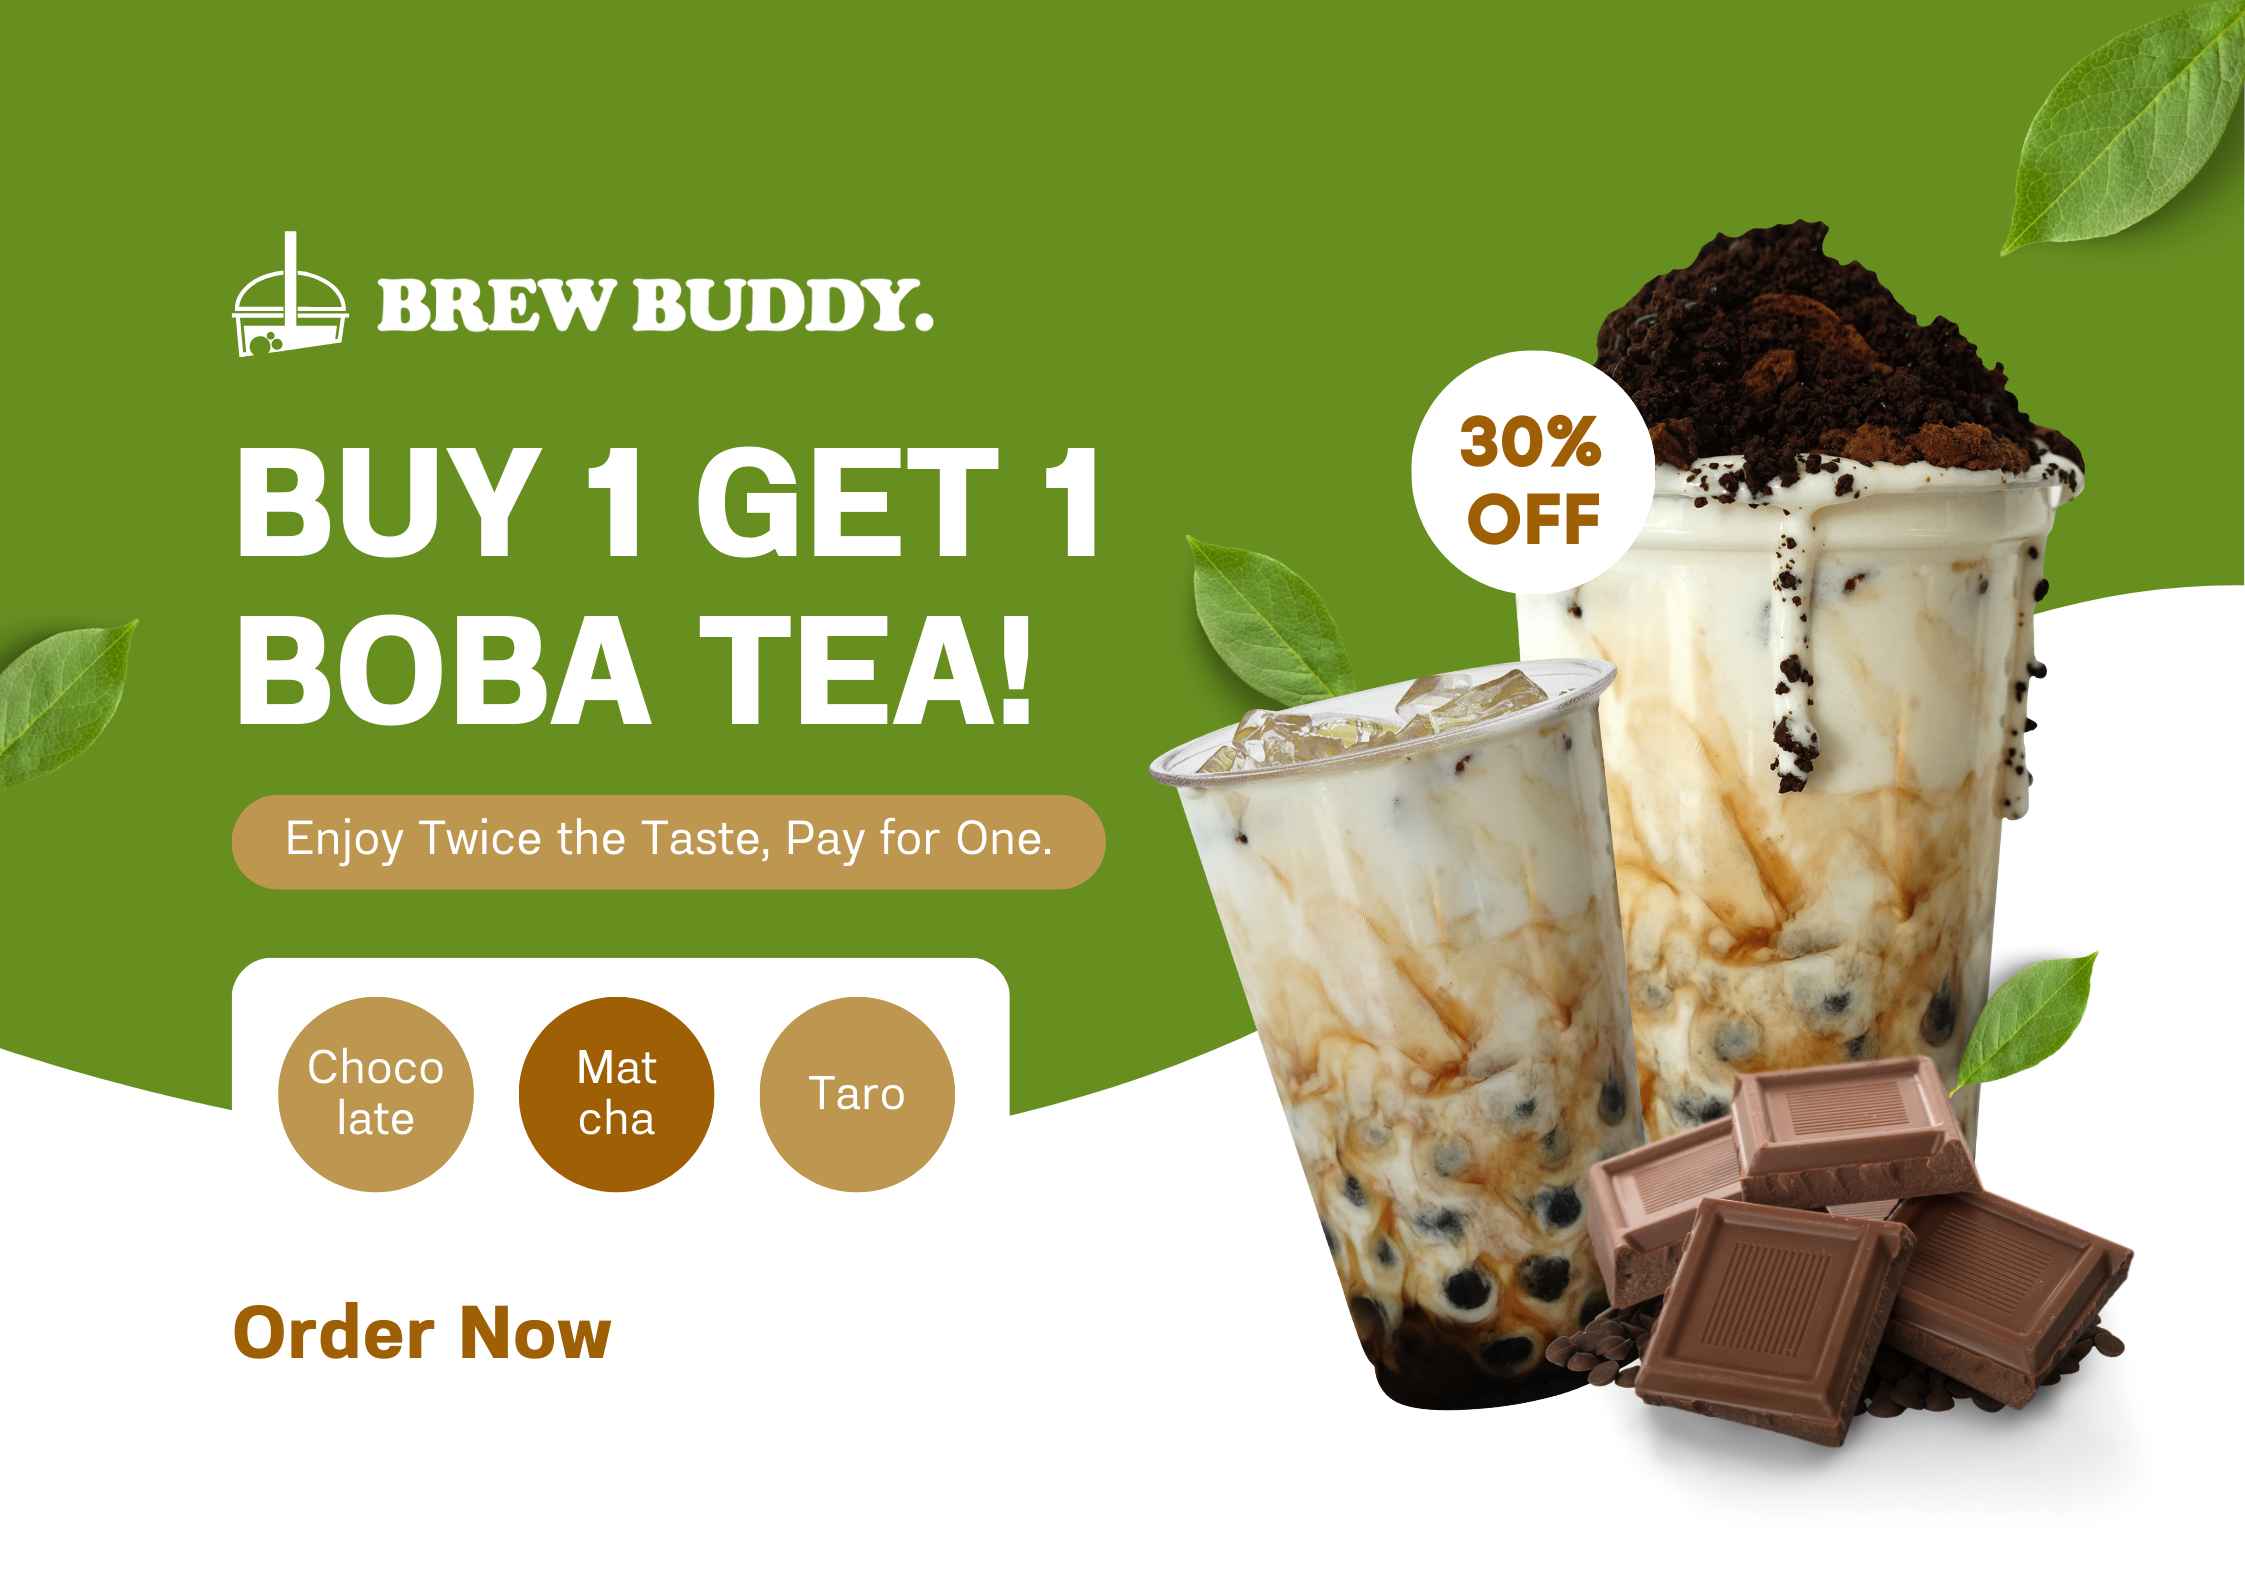 BREW BUDDY.
BUY 1 GET 1
BOBA TEA!
Enjoy Twice the Taste, Pay for One.
30%
OFF
Choco
late
Mat
cha
Taro
Order Now